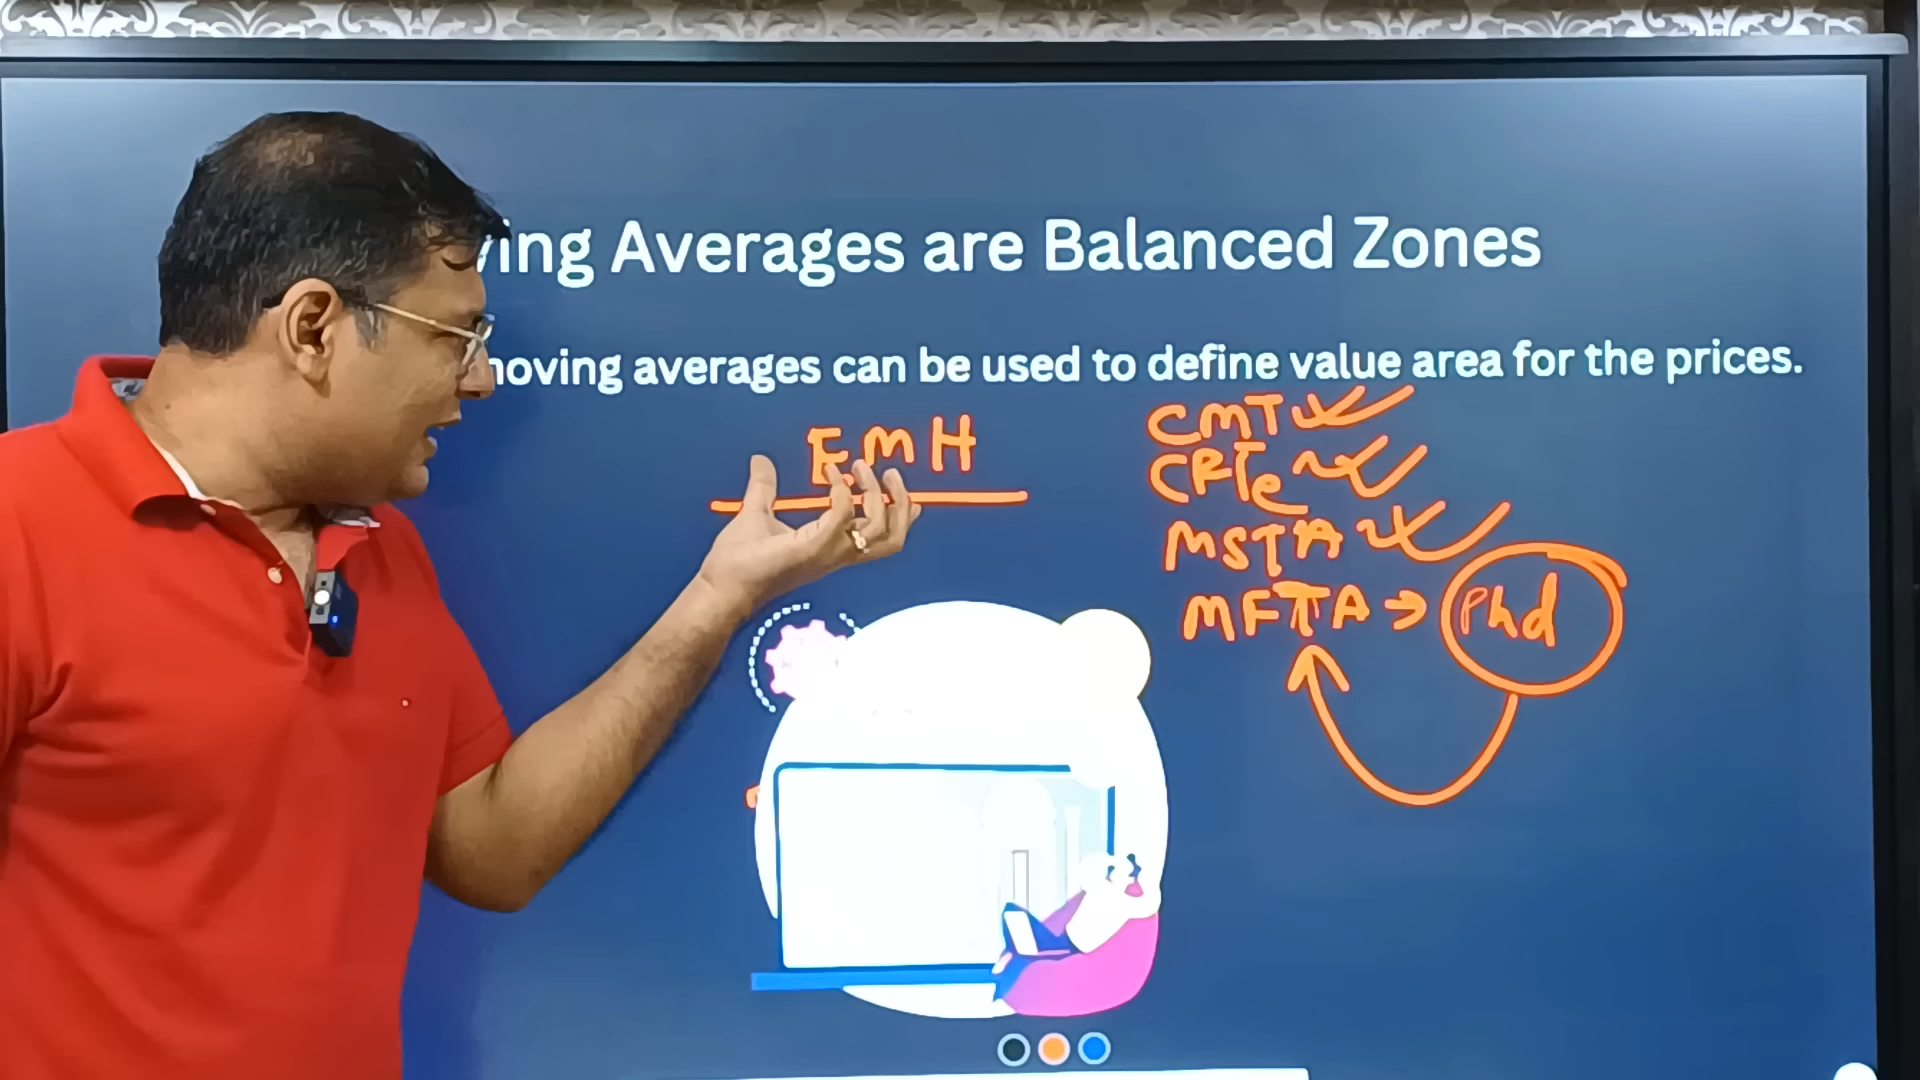 ving Averages are Balanced Zones
moving averages can be used to define value area for the prices.
EMH
CMT
CFTe
MSTA
MFTA → Phd